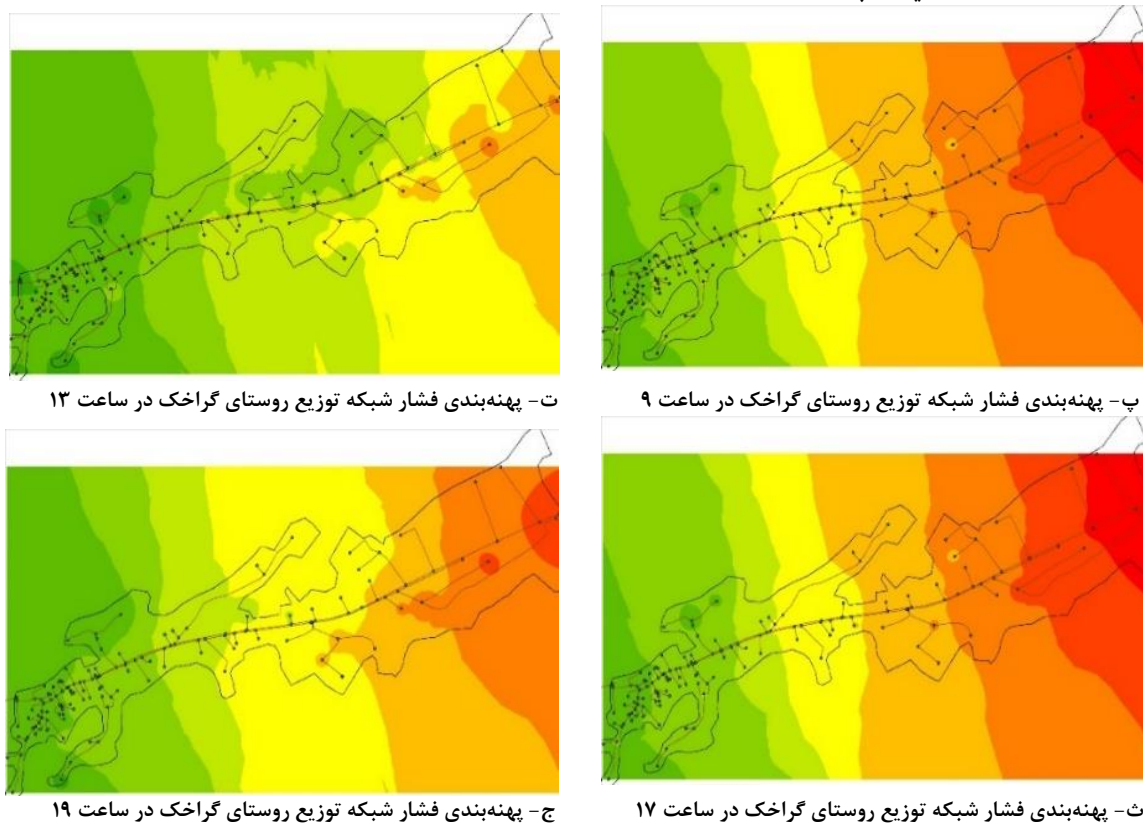 پ- پهنه‌بندی فشار شبکه توزیع روستای گراخک در ساعت ۹
ت- پهنه‌بندی فشار شبکه توزیع روستای گراخک در ساعت ۱۳
ث- پهنه‌بندی فشار شبکه توزیع روستای گراخک در ساعت ۱۷
ج- پهنه‌بندی فشار شبکه توزیع روستای گراخک در ساعت ۱۹